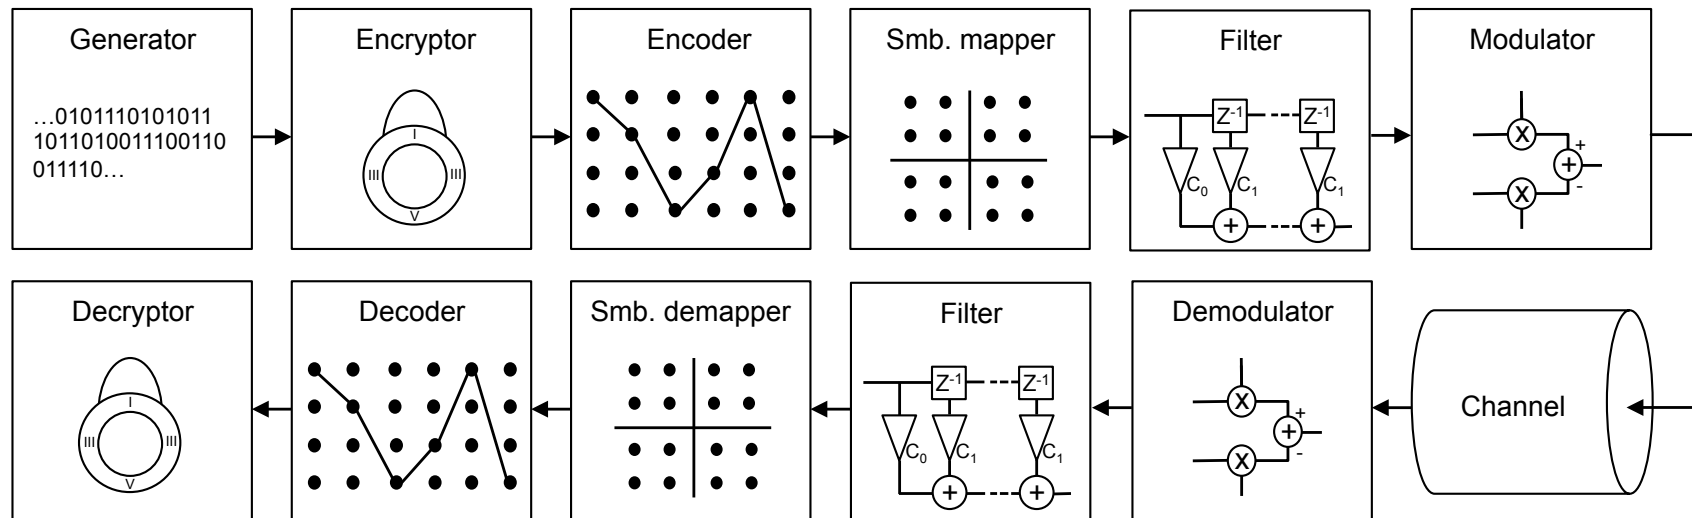 Generator
Encryptor
Encoder
Smb. mapper
Filter
Modulator
...0101110101011
1011010011100110
011110...
I
III
III
V
Z-1
Z-1
C0
C1
C1
+
+
X
X
+
+
-
Decryptor
Decoder
Smb. demapper
Filter
Demodulator
Channel
I
III
III
V
Z-1
Z-1
C0
C1
C1
+
+
X
X
+
+
-